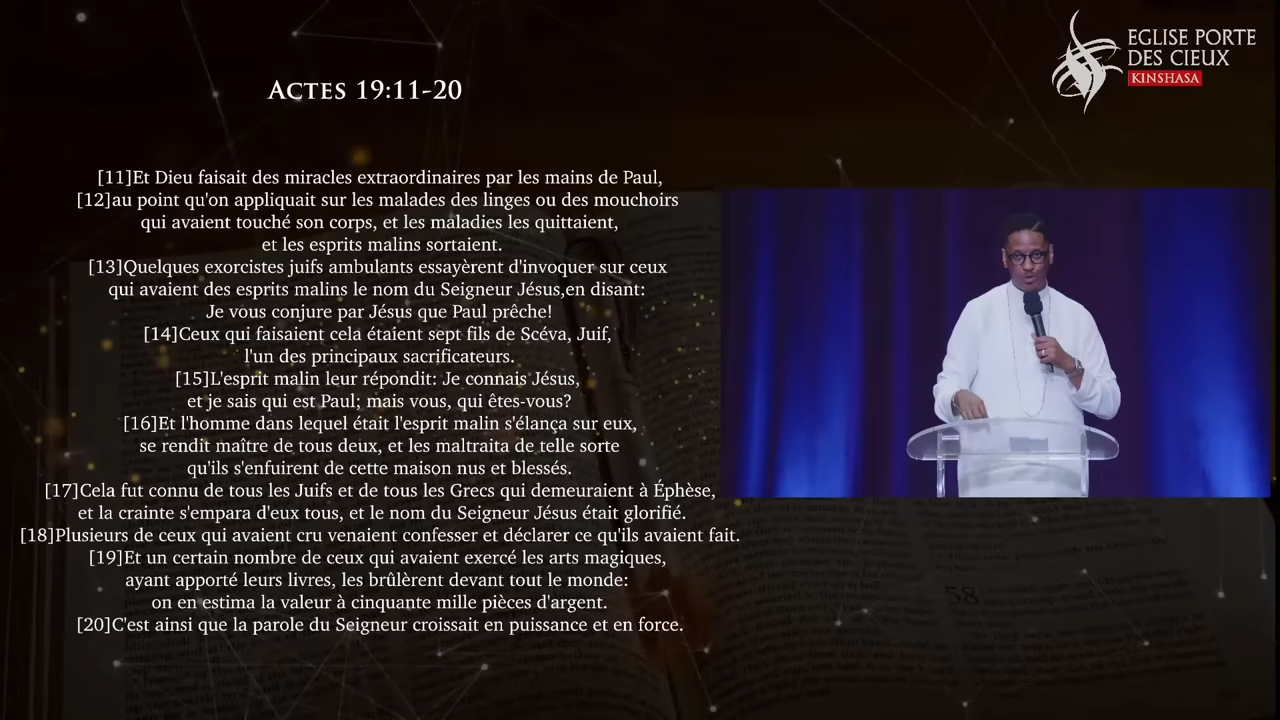 EGLISE PORTE
DES CIEUX
KINSHASA
ACTES 19:11-20
[11]Et Dieu faisait des miracles extraordinaires par les mains de Paul,
[12]au point qu'on appliquait sur les malades des linges ou des mouchoirs
qui avaient touché son corps, et les maladies les quittaient,
et les esprits malins sortaient.
[13]Quelques exorcistes juifs ambulants essayèrent d'invoquer sur ceux
qui avaient des esprits malins le nom du Seigneur Jésus,en disant:
Je vous conjure par Jésus que Paul prêche!
[14]Ceux qui faisaient cela étaient sept fils de Scéva, Juif,
l'un des principaux sacrificateurs.
[15]L'esprit malin leur répondit: Je connais Jésus,
et je sais qui est Paul; mais vous, qui êtes-vous?
[16]Et l'homme dans lequel était l'esprit malin s'élança sur eux,
se rendit maître de tous deux, et les maltraita de telle sorte
qu'ils s'enfuirent de cette maison nus et blessés.
[17]Cela fut connu de tous les Juifs et de tous les Grecs qui demeuraient à Éphèse,
et la crainte s'empara d'eux tous, et le nom du Seigneur Jésus était glorifié.
[18]Plusieurs de ceux qui avaient cru venaient confesser et déclarer ce qu'ils avaient fait.
[19]Et un certain nombre de ceux qui avaient exercé les arts magiques,
ayant apporté leurs livres, les brûlèrent devant tout le monde:
on en estima la valeur à cinquante mille pièces d'argent.
[20]C'est ainsi que la parole du Seigneur croissait en puissance et en force.
58